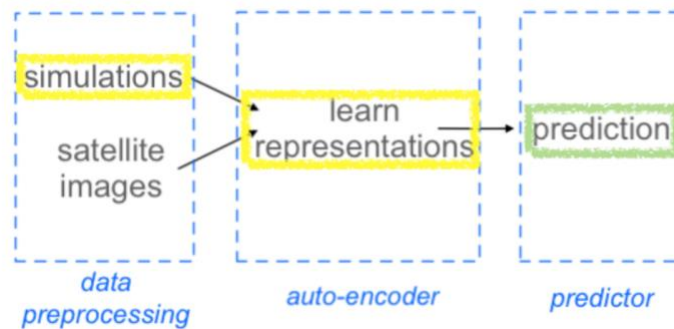 simulations
satellite
images
learn
representations
prediction
data
preprocessing
auto-encoder
predictor